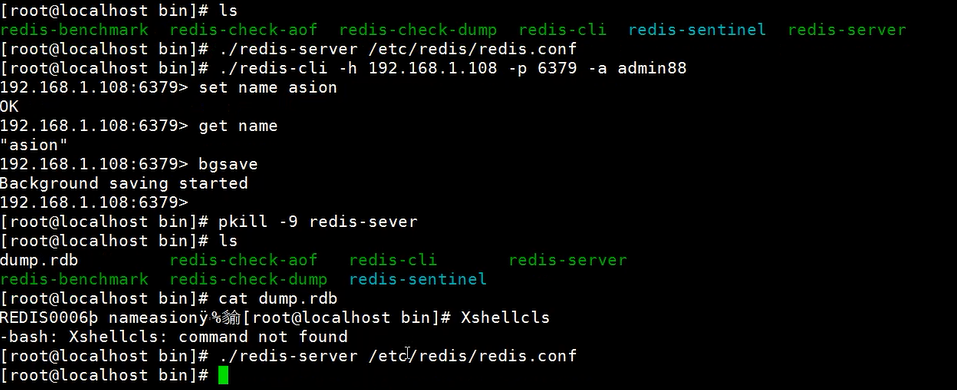 [root@localhost bin]# ls
redis-benchmark  redis-check-aof  redis-check-dump  redis-cli  redis-sentinel  redis-server
[root@localhost bin]# ./redis-server /etc/redis/redis.conf
[root@localhost bin]# ./redis-cli -h 192.168.1.108 -p 6379 -a admin88
192.168.1.108:6379> set name asion
OK
192.168.1.108:6379> get name
"asion"
192.168.1.108:6379> bgsave
Background saving started
192.168.1.108:6379>
[root@localhost bin]# pkill -9 redis-sever
[root@localhost bin]# ls
dump.rdb         redis-check-aof   redis-cli       redis-server
redis-benchmark  redis-check-dump  redis-sentinel
[root@localhost bin]# cat dump.rdb
REDIS0006þ nameasionÿ%[root@localhost bin]# Xshellcls
-bash: Xshellcls: command not found
[root@localhost bin]# ./redis-server /etc/redis/redis.conf
[root@localhost bin]#